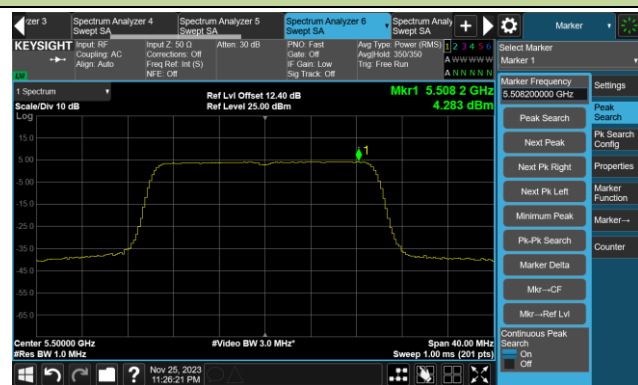 zer 3
Spectrum Analyzer 4
Swept SA
Spectrum Analyzer 5
Swept SA
Spectrum Analyzer 6
Swept SA
Spectrum Analy
Swept SA
+
Marker
KEYSIGHT
Input: RF
Coupling: AC
Align: Auto
Input Z: 50 Ω
Corrections: Off
Freq Ref: Int (S)
NFE: Off
Atten: 30 dB
PNO: Fast
Gate: Off
IF Gain: Low
Sig Track: Off
Avg Type: Power (RMS)
Avg|Hold: 350/350
Trig: Free Run
1 2 3 4 5 6
A W W W W W
A N N N N N
LW
Select Marker
Marker 1
1 Spectrum
Scale/Div 10 dB
Log
Ref Lvl Offset 12.40 dB
Ref Level 25.00 dBm
Mkr1 5.508 2 GHz
4.283 dBm
15.0
5.00
-5.00
-15.0
-25.0
-35.0
-45.0
-55.0
-65.0
1
Center 5.50000 GHz
#Res BW 1.0 MHz
#Video BW 3.0 MHz*
Span 40.00 MHz
Sweep 1.00 ms (201 pts)
Marker Frequency
5.508200000 GHz
Peak Search
Next Peak
Next Pk Right
Next Pk Left
Minimum Peak
Pk-Pk Search
Marker Delta
Mkr→CF
Mkr→Ref Lvl
Continuous Peak
Search
On
Off
Settings
Peak
Search
Pk Search
Config
Properties
Marker
Function
Marker→
Counter
?
Nov 25, 2023
11:26:21 PM